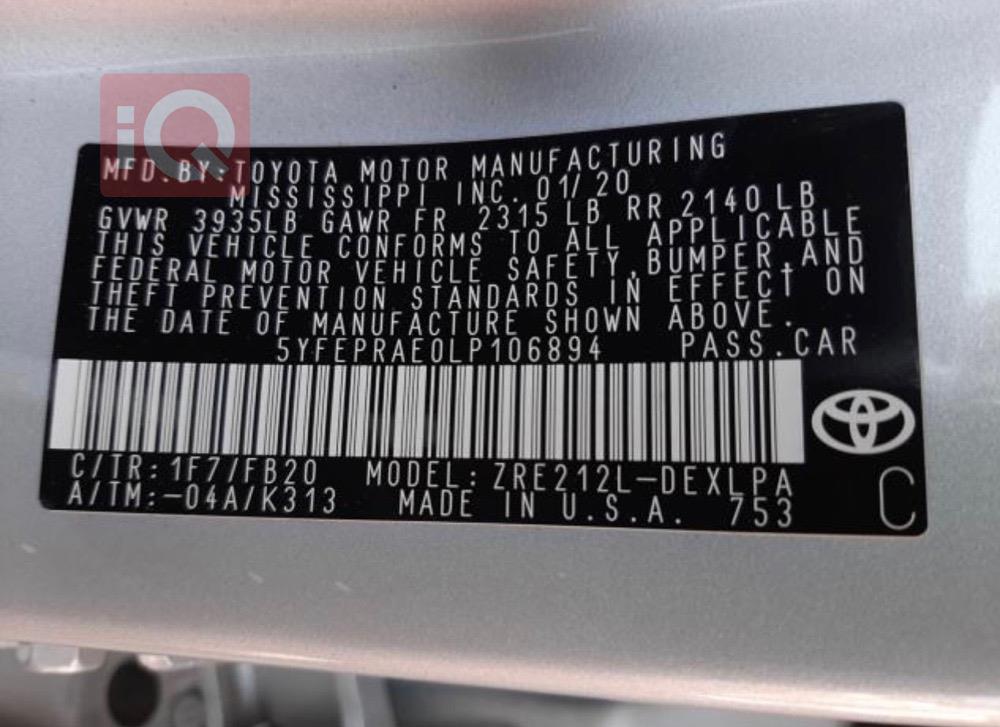 iQ
MFD.BY:TOYOTA MOTOR MANUFACTURING
MISSISSIPPI INC. 01/20
GVWR 3935LB GAWR FR 2315 LB RR 2140 LB
THIS VEHICLE CONFORMS TO ALL APPLICABLE
FEDERAL MOTOR VEHICLE SAFETY,BUMPER,AND
THEFT PREVENTION STANDARDS IN EFFECT ON
THE DATE OF MANUFACTURE SHOWN ABOVE.
5YFEPRAE0LP106894 PASS.CAR
C/TR: 1F7/FB20 MODEL: ZRE212L-DEXLPA
A/TM:-04A/K313 MADE IN U.S.A. 753
C